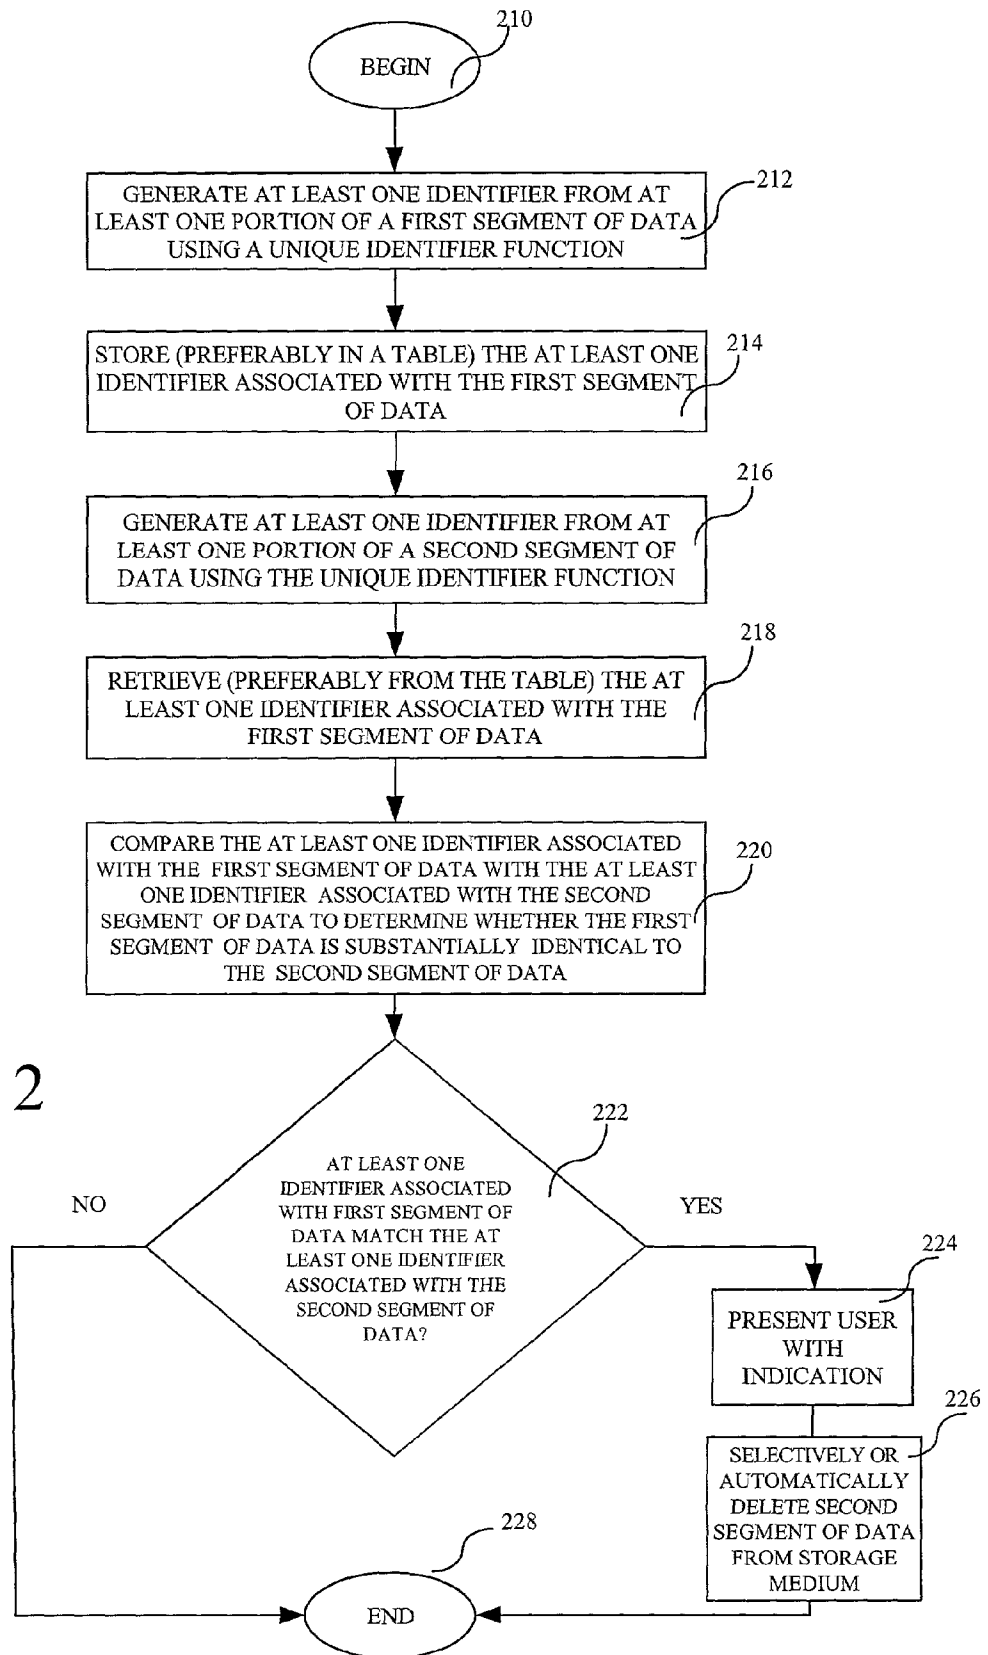 210
BEGIN
212
GENERATE AT LEAST ONE IDENTIFIER FROM AT
LEAST ONE PORTION OF A FIRST SEGMENT OF DATA
USING A UNIQUE IDENTIFIER FUNCTION
214
STORE (PREFERABLY IN A TABLE) THE AT LEAST ONE
IDENTIFIER ASSOCIATED WITH THE FIRST SEGMENT
OF DATA
216
GENERATE AT LEAST ONE IDENTIFIER FROM AT
LEAST ONE PORTION OF A SECOND SEGMENT OF
DATA USING THE UNIQUE IDENTIFIER FUNCTION
218
RETRIEVE (PREFERABLY FROM THE TABLE) THE AT
LEAST ONE IDENTIFIER ASSOCIATED WITH THE
FIRST SEGMENT OF DATA
220
COMPARE THE AT LEAST ONE IDENTIFIER ASSOCIATED
WITH THE FIRST SEGMENT OF DATA WITH THE AT LEAST
ONE IDENTIFIER ASSOCIATED WITH THE SECOND
SEGMENT OF DATA TO DETERMINE WHETHER THE FIRST
SEGMENT OF DATA IS SUBSTANTIALLY IDENTICAL TO
THE SECOND SEGMENT OF DATA
2
222
AT LEAST ONE
IDENTIFIER ASSOCIATED
WITH FIRST SEGMENT OF
DATA MATCH THE AT
LEAST ONE IDENTIFIER
ASSOCIATED WITH THE
SECOND SEGMENT OF
DATA?
NO
YES
224
PRESENT USER
WITH
INDICATION
226
SELECTIVELY OR
AUTOMATICALLY
DELETE SECOND
SEGMENT OF DATA
FROM STORAGE
MEDIUM
228
END